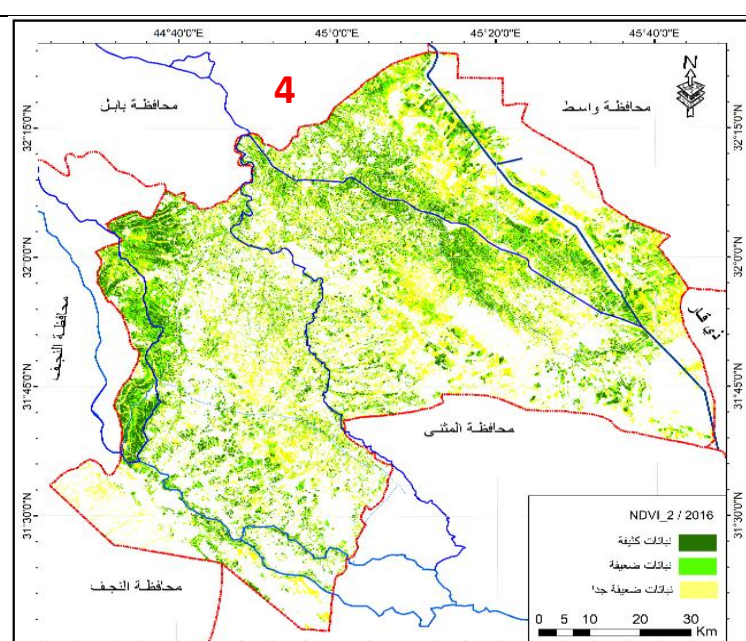 44°40'0"E 45°0'0"E 45°20'0"E 45°40'0"E
4
N
محافظة بابل
محافظة واسط
32°15'0"N 32°15'0"N
32°0'0"N 32°0'0"N
محافظة النجف
ذي قار
31°45'0"N 31°45'0"N
محافظة المثنى
31°30'0"N 31°30'0"N
محافظة النجف
NDVI_2 / 2016
نباتات كثيفة
نباتات ضعيفة
نباتات ضعيفة جدا
0 5 10 20 30
Km